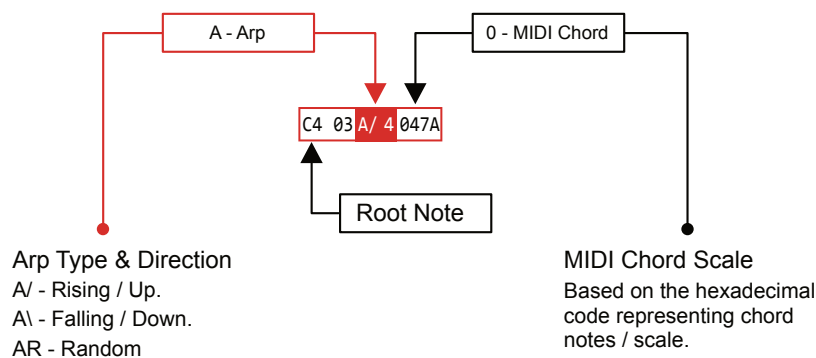 A - Arp
0 - MIDI Chord
C4 03 A/ 4 047A
Root Note
Arp Type & Direction
A/ - Rising / Up.
A\ - Falling / Down.
AR - Random
MIDI Chord Scale
Based on the hexadecimal
code representing chord
notes / scale.